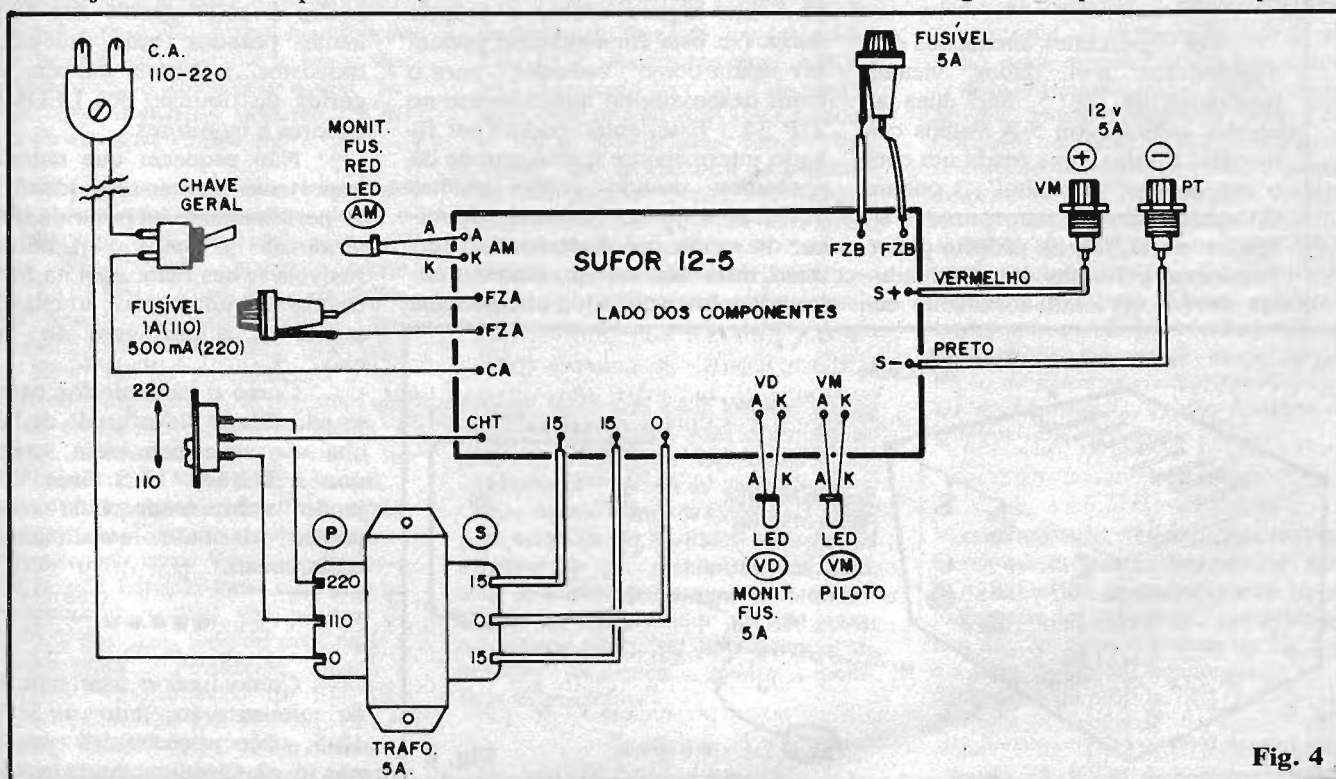 C.A.
110-220
CHAVE
GERAL
MONIT.
FUS.
RED
LED
AM
FUSÍVEL
1A(110)
500 mA (220)
220
110
A
K
A
K
AM
FZA
FZA
CA
CHT
15
15
0
SUFOR 12-5
LADO DOS COMPONENTES
FZB
FZB
FUSÍVEL
5A
12 v
5A
+
−
VM
PT
S+
VERMELHO
S−
PRETO
VD
A K
VM
A K
A K
A K
LED
VD
MONIT.
FUS.
5A
LED
VM
PILOTO
P
S
220
110
0
15
0
15
TRAFO.
5A.
Fig. 4